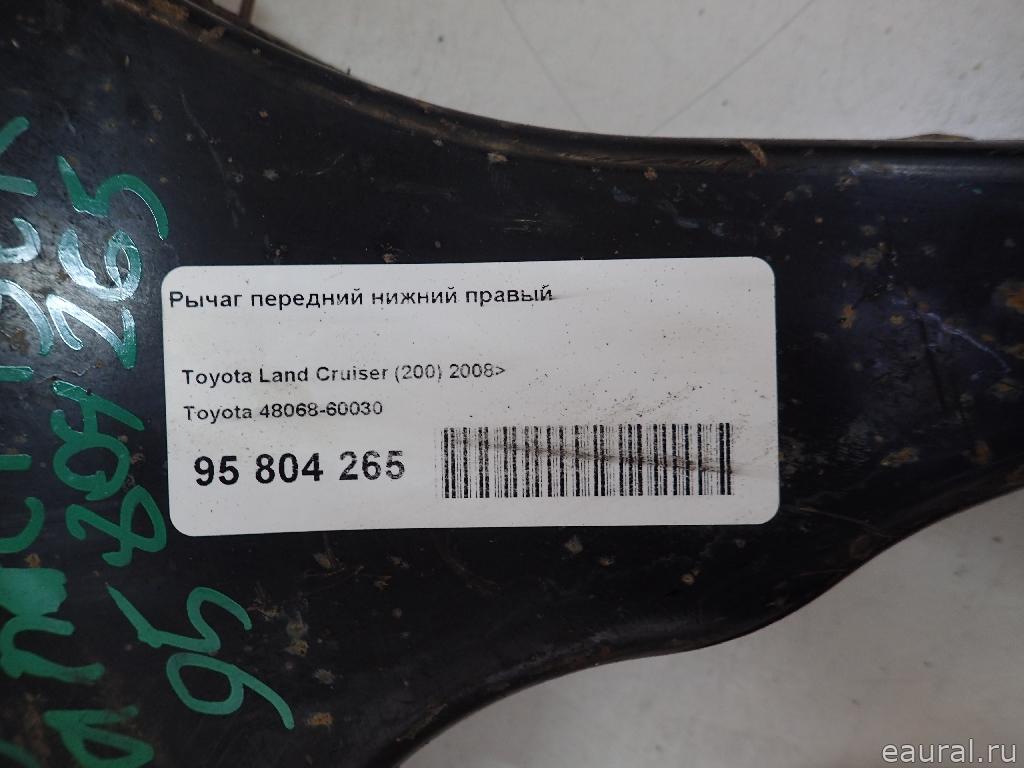 Рычаг передний нижний правый
Toyota Land Cruiser (200) 2008>
Toyota 48068-60030
95 804 265
95 804 265
eaural.ru